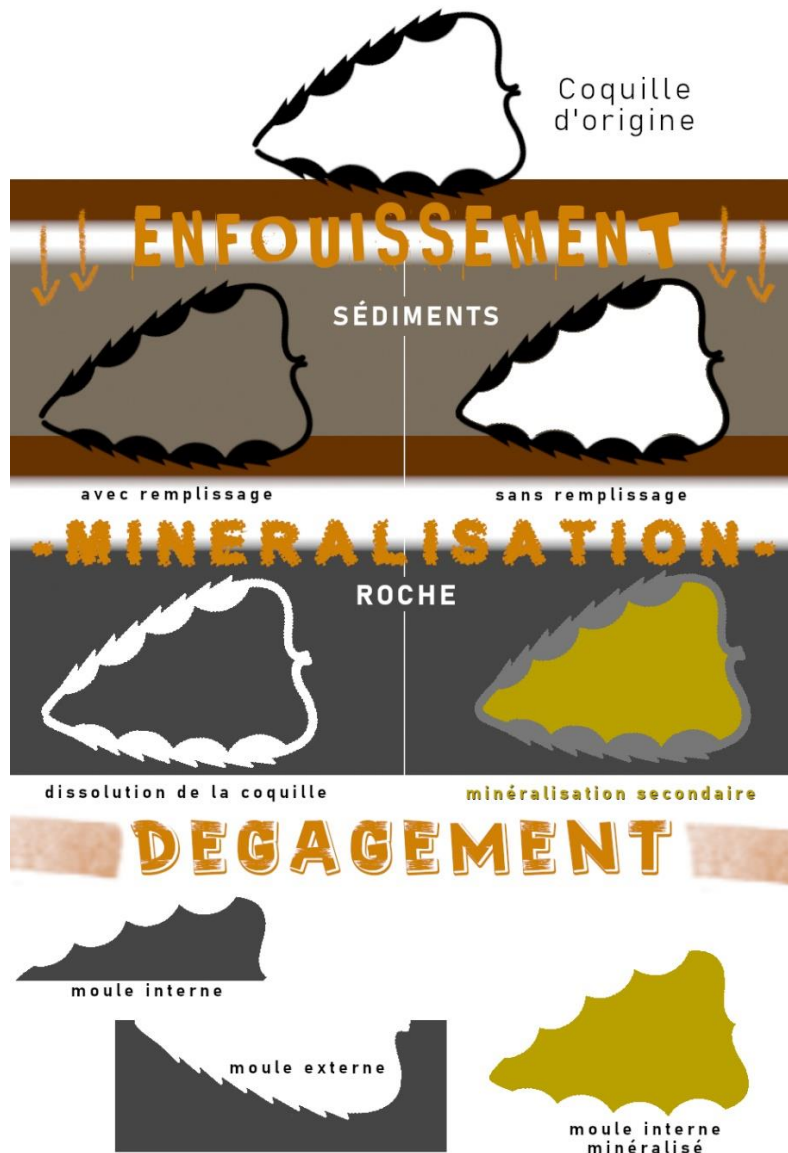 Coquille
d'origine
ENFOUISSEMENT
SÉDIMENTS
avec remplissage
sans remplissage
-MINERALISATION-
ROCHE
dissolution de la coquille
minéralisation secondaire
DEGAGEMENT
moule interne
moule externe
moule interne
minéralisé